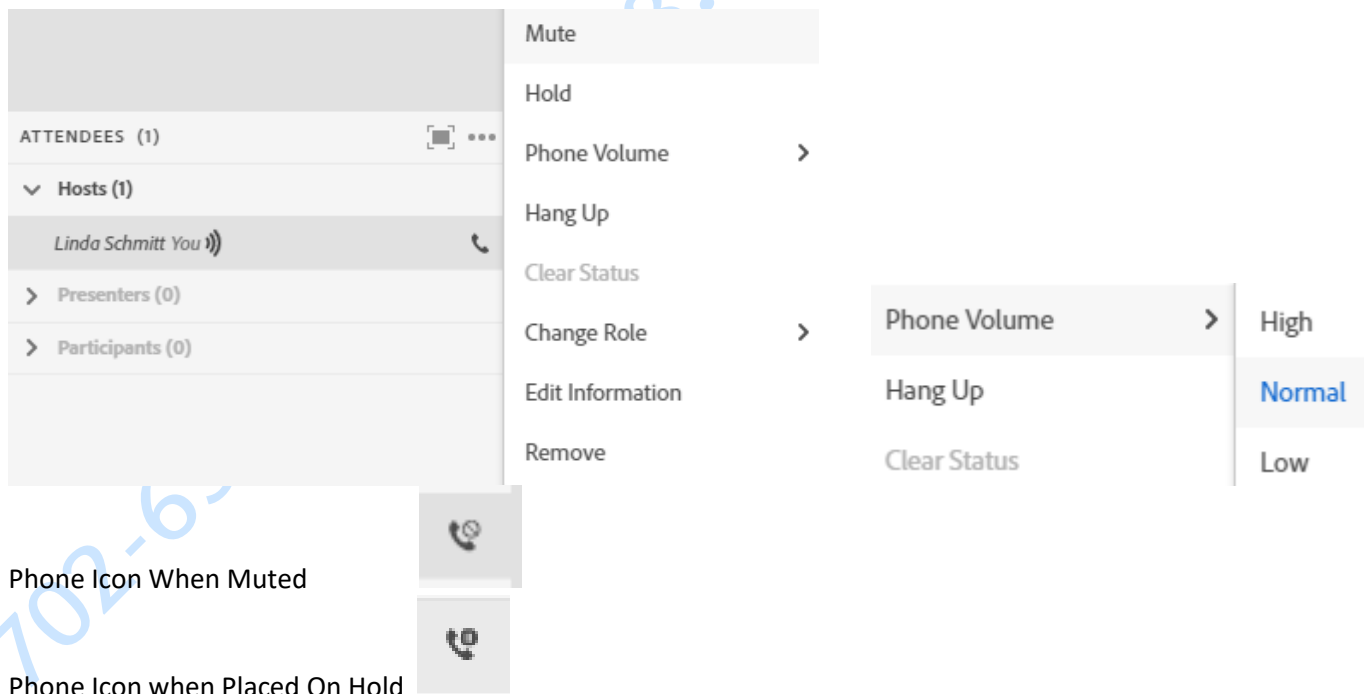 Mute
Hold
ATTENDEES (1)
Phone Volume
Hosts (1)
Hang Up
Linda Schmitt You
Clear Status
Presenters (0)
Change Role
Participants (0)
Edit Information
Remove
Phone Volume
High
Hang Up
Normal
Clear Status
Low
Phone Icon When Muted
Phone Icon when Placed On Hold
702-6